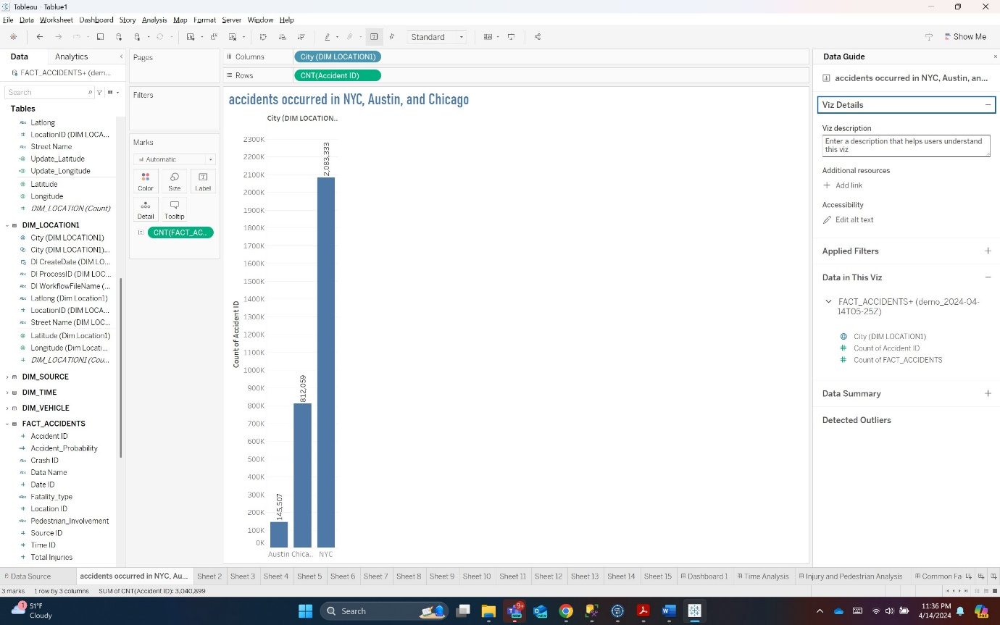 Tableau - Tablue1
File Data Worksheet Dashboard Story Analysis Map Format Server Window Help
Standard
Show Me
Data Analytics
FACT_ACCIDENTS+ (dem...
Search
Tables
Abc Latlong
LocationID (DIM LOCA...
Abc Street Name
Update_Latitude
Update_Longitude
Latitude
Longitude
DIM_LOCATION (Count)
DIM_LOCATION1
City (DIM LOCATION1)
City (DIM LOCATION1)...
DI CreateDate (DIM LO...
Abc DI ProcessID (DIM LOC...
Abc DI WorkflowFileName (...
Abc Latlong (Dim Location1)
LocationID (DIM LOCA...
Abc Street Name (DIM LOC...
Latitude (Dim Location1)
Longitude (Dim Locati...
DIM_LOCATION1 (Cou...
DIM_SOURCE
DIM_TIME
DIM_VEHICLE
FACT_ACCIDENTS
Accident ID
Accident_Probability
Abc Crash ID
Abc Data Name
Date ID
Fatality_type
Location ID
Pedestrian_Involvement
Source ID
Time ID
Total Injuries
Pages
Filters
Marks
Automatic
Color Size Label
Detail Tooltip
CNT(FACT_AC..
Columns City (DIM LOCATION1)
Rows CNT(Accident ID)
accidents occurred in NYC, Austin, and Chicago
City (DIM LOCATION..
Count of Accident ID
2300K
2200K
2100K
2000K
1900K
1800K
1700K
1600K
1500K
1400K
1300K
1200K
1100K
1000K
900K
800K
700K
600K
500K
400K
300K
200K
100K
0K
145,507
812,059
2,083,333
Austin Chica.. NYC
Data Guide
accidents occurred in NYC, Austin, an...
Viz Details
Viz description
Enter a description that helps users understand
this viz
Additional resources
Add link
Accessibility
Edit alt text
Applied Filters
Data in This Viz
FACT_ACCIDENTS+ (demo_2024-04-
14T05-25Z)
City (DIM LOCATION1)
Count of Accident ID
Count of FACT_ACCIDENTS
Data Summary
Detected Outliers
Data Source accidents occurred in NYC, Au... Sheet 2 Sheet 3 Sheet 4 Sheet 5 Sheet 6 Sheet 7 Sheet 8 Sheet 9 Sheet 10 Sheet 11 Sheet 12 Sheet 13 Sheet 14 Sheet 15 Dashboard 1 Time Analysis Injury and Pedestrian Analysis Common Fa
3 marks 1 row by 3 columns SUM of CNT(Accident ID): 3,040,899
1
51°F
Cloudy
Search
9+
NEW
NEW
11:36 PM
4/14/2024
PRE